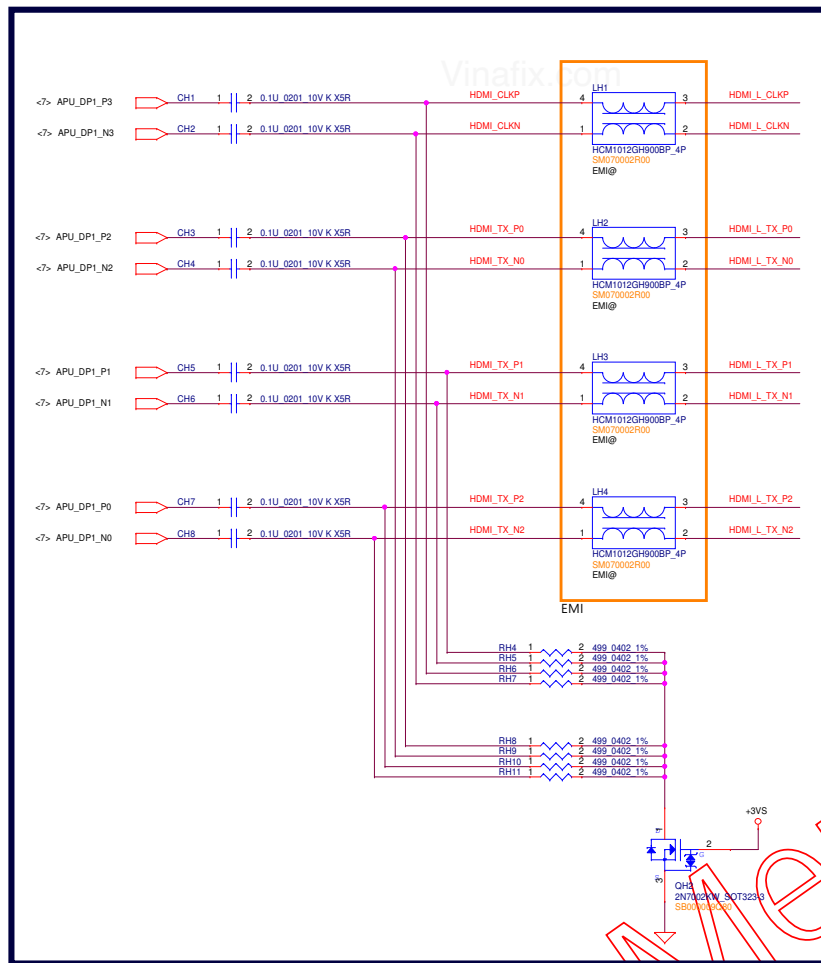 Vinafix.com
LH1
<7> APU_DP1_P3 CH1 1 2 0.1U_0201_10V K X5R HDMI_CLKP 4 3 HDMI_L_CLKP
<7> APU_DP1_N3 CH2 1 2 0.1U_0201_10V K X5R HDMI_CLKN 1 2 HDMI_L_CLKN
HCM1012GH900BP_4P
SM070002R00
EMI@
LH2
<7> APU_DP1_P2 CH3 1 2 0.1U_0201_10V K X5R HDMI_TX_P0 4 3 HDMI_L_TX_P0
<7> APU_DP1_N2 CH4 1 2 0.1U_0201_10V K X5R HDMI_TX_N0 1 2 HDMI_L_TX_N0
HCM1012GH900BP_4P
SM070002R00
EMI@
LH3
<7> APU_DP1_P1 CH5 1 2 0.1U_0201_10V K X5R HDMI_TX_P1 4 3 HDMI_L_TX_P1
<7> APU_DP1_N1 CH6 1 2 0.1U_0201_10V K X5R HDMI_TX_N1 1 2 HDMI_L_TX_N1
HCM1012GH900BP_4P
SM070002R00
EMI@
LH4
<7> APU_DP1_P0 CH7 1 2 0.1U_0201_10V K X5R HDMI_TX_P2 4 3 HDMI_L_TX_P2
<7> APU_DP1_N0 CH8 1 2 0.1U_0201_10V K X5R HDMI_TX_N2 1 2 HDMI_L_TX_N2
HCM1012GH900BP_4P
SM070002R00
EMI@
EMI
RH4 1 2 499_0402_1%
RH5 1 2 499_0402_1%
RH6 1 2 499_0402_1%
RH7 1 2 499_0402_1%
RH8 1 2 499_0402_1%
RH9 1 2 499_0402_1%
RH10 1 2 499_0402_1%
RH11 1 2 499_0402_1%
+3VS
2
3
QH2
2N7002KW_SOT323-3